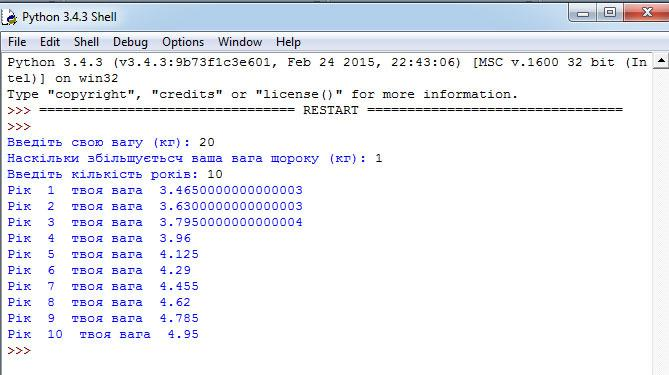 Python 3.4.3 Shell
File Edit Shell Debug Options Window Help
Python 3.4.3 (v3.4.3:9b73f1c3e601, Feb 24 2015, 22:43:06) [MSC v.1600 32 bit (In
tel)] on win32
Type "copyright", "credits" or "license()" for more information.
>>> ================================ RESTART ================================
>>>
Введіть свою вагу (кг): 20
Наскільки збільшуєтьсч ваша вага щороку (кг): 1
Введіть кількість років: 10
Рік  1  твоя вага  3.4650000000000003
Рік  2  твоя вага  3.6300000000000003
Рік  3  твоя вага  3.7950000000000004
Рік  4  твоя вага  3.96
Рік  5  твоя вага  4.125
Рік  6  твоя вага  4.29
Рік  7  твоя вага  4.455
Рік  8  твоя вага  4.62
Рік  9  твоя вага  4.785
Рік  10  твоя вага  4.95
>>>